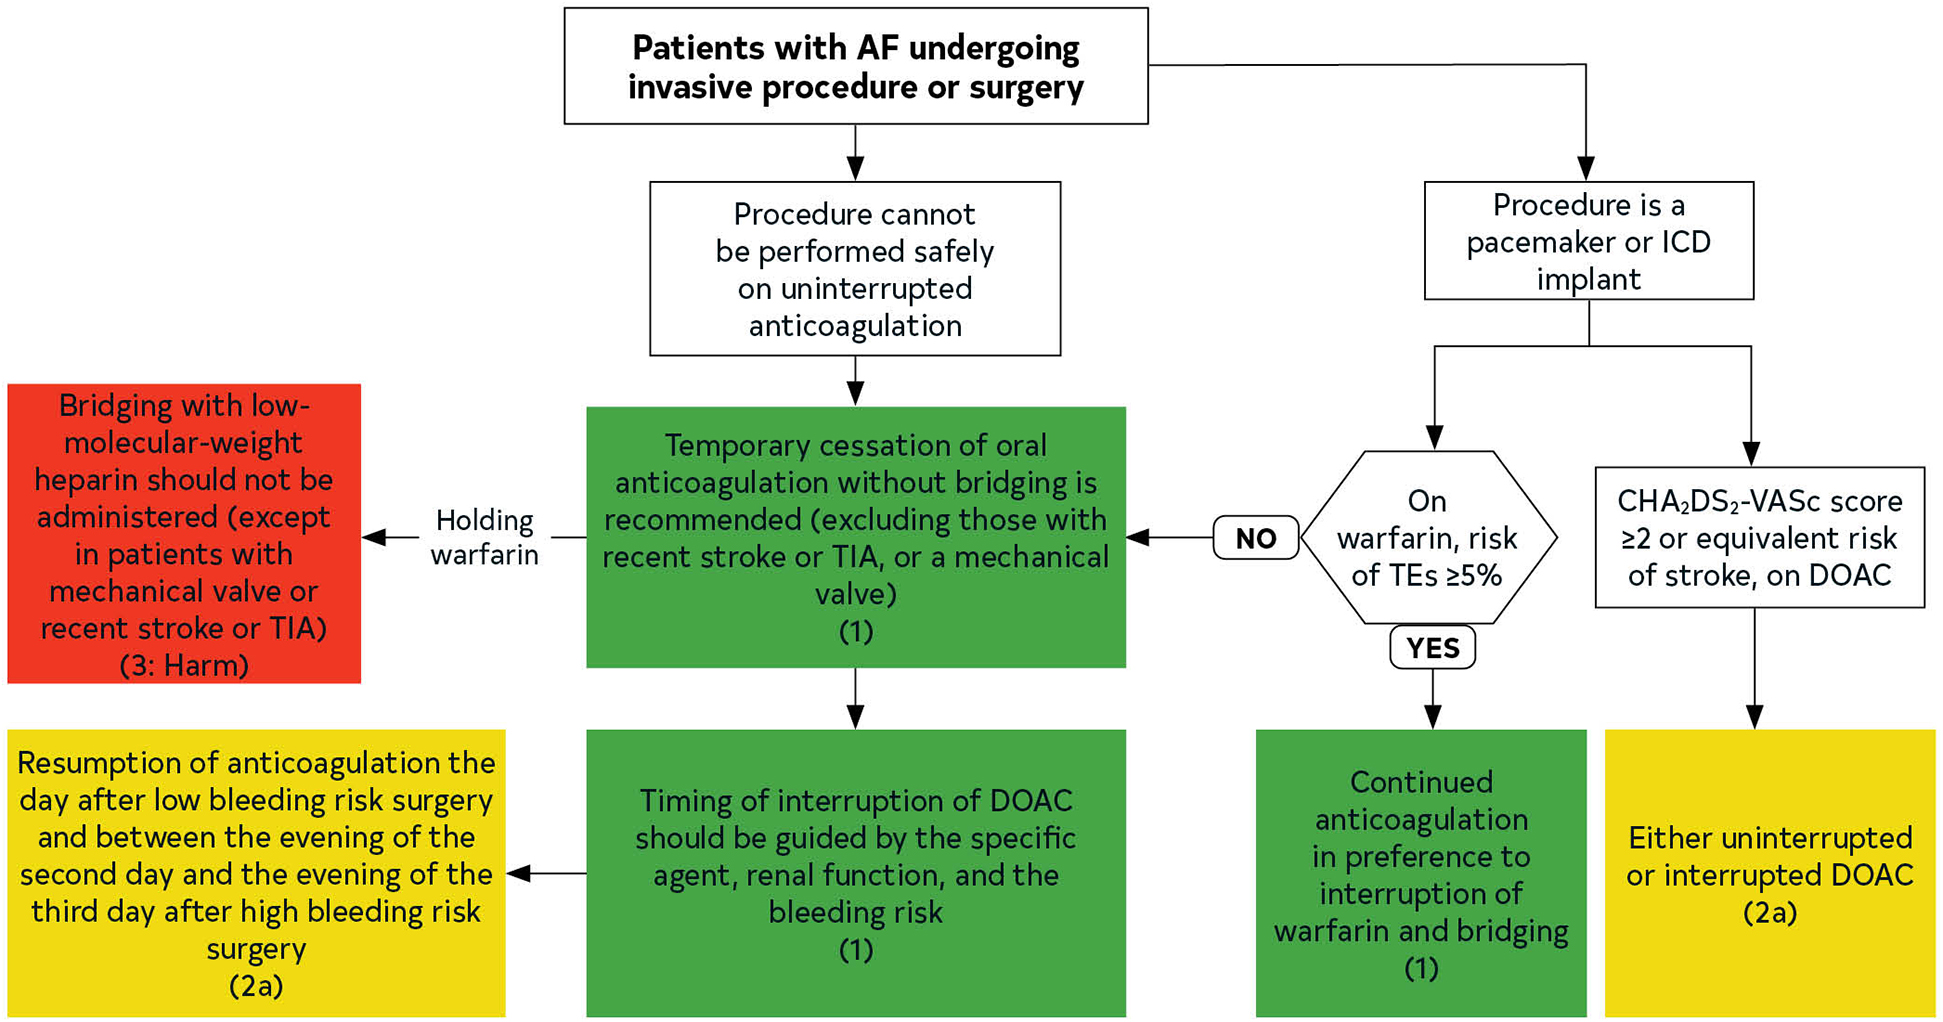 Patients with AF undergoing
invasive procedure or surgery
Procedure cannot
be performed safely
on uninterrupted
anticoagulation
Procedure is a
pacemaker or ICD
implant
Bridging with low-
molecular-weight
heparin should not be
administered (except
in patients with
mechanical valve or
recent stroke or TIA)
(3: Harm)
Holding
warfarin
Temporary cessation of oral
anticoagulation without bridging is
recommended (excluding those with
recent stroke or TIA, or a mechanical
valve)
(1)
NO
On
warfarin, risk
of TEs ≥5%
YES
CHA₂DS₂-VASc score
≥2 or equivalent risk
of stroke, on DOAC
Resumption of anticoagulation the
day after low bleeding risk surgery
and between the evening of the
second day and the evening of the
third day after high bleeding risk
surgery
(2a)
Timing of interruption of DOAC
should be guided by the specific
agent, renal function, and the
bleeding risk
(1)
Continued
anticoagulation
in preference to
interruption of
warfarin and bridging
(1)
Either uninterrupted
or interrupted DOAC
(2a)